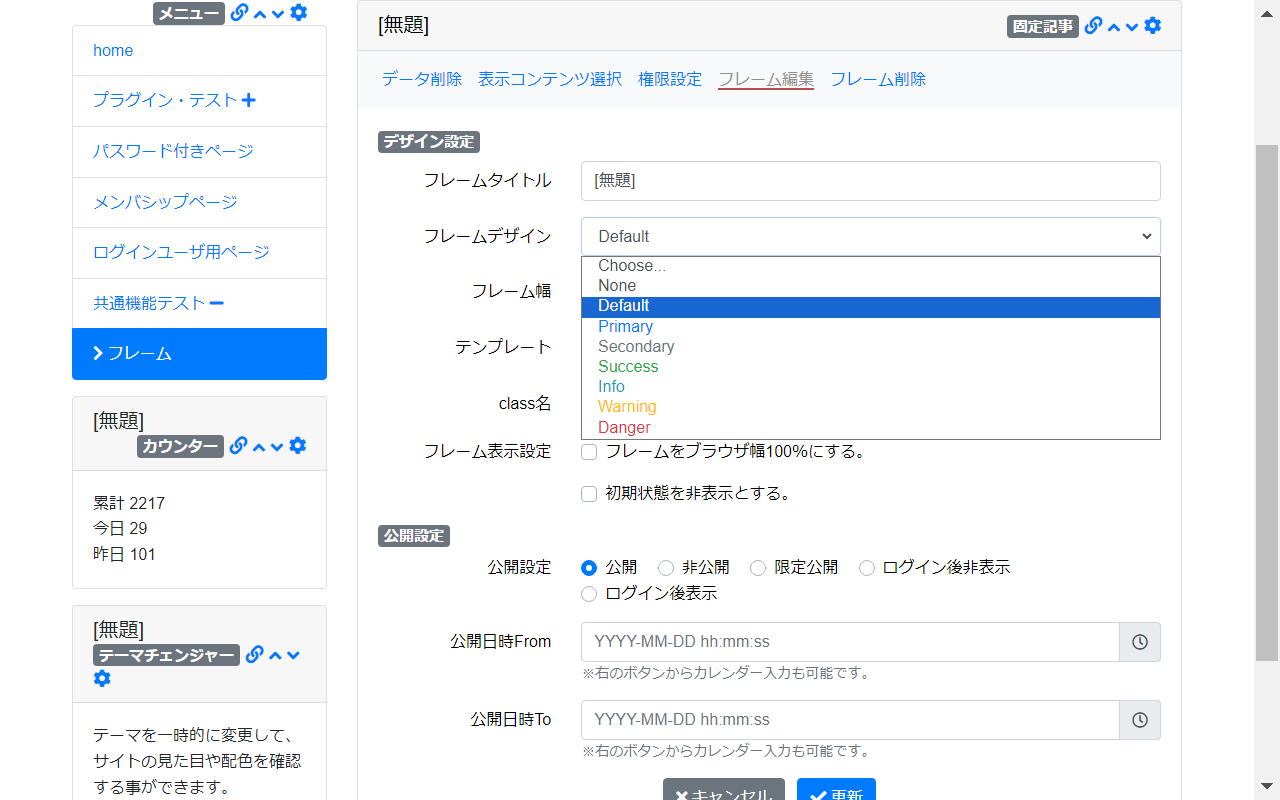 メニュー
home
プラグイン・テスト
パスワード付きページ
メンバシップページ
ログインユーザ用ページ
共通機能テスト
フレーム
[無題]
カウンター
累計 2217
今日 29
昨日 101
[無題]
テーマチェンジャー
テーマを一時的に変更して、
サイトの見た目や配色を確認
する事ができます。
[無題]
固定記事
データ削除 表示コンテンツ選択 権限設定 フレーム編集 フレーム削除
デザイン設定
フレームタイトル [無題]
フレームデザイン Default
Choose...
None
Default
Primary
Secondary
Success
Info
Warning
Danger
フレーム幅
テンプレート
class名
フレーム表示設定 フレームをブラウザ幅100%にする。
初期状態を非表示とする。
公開設定
公開設定 公開 非公開 限定公開 ログイン後非表示
ログイン後表示
公開日時From YYYY-MM-DD hh:mm:ss
※右のボタンからカレンダー入力も可能です。
公開日時To YYYY-MM-DD hh:mm:ss
※右のボタンからカレンダー入力も可能です。
キャンセル 更新